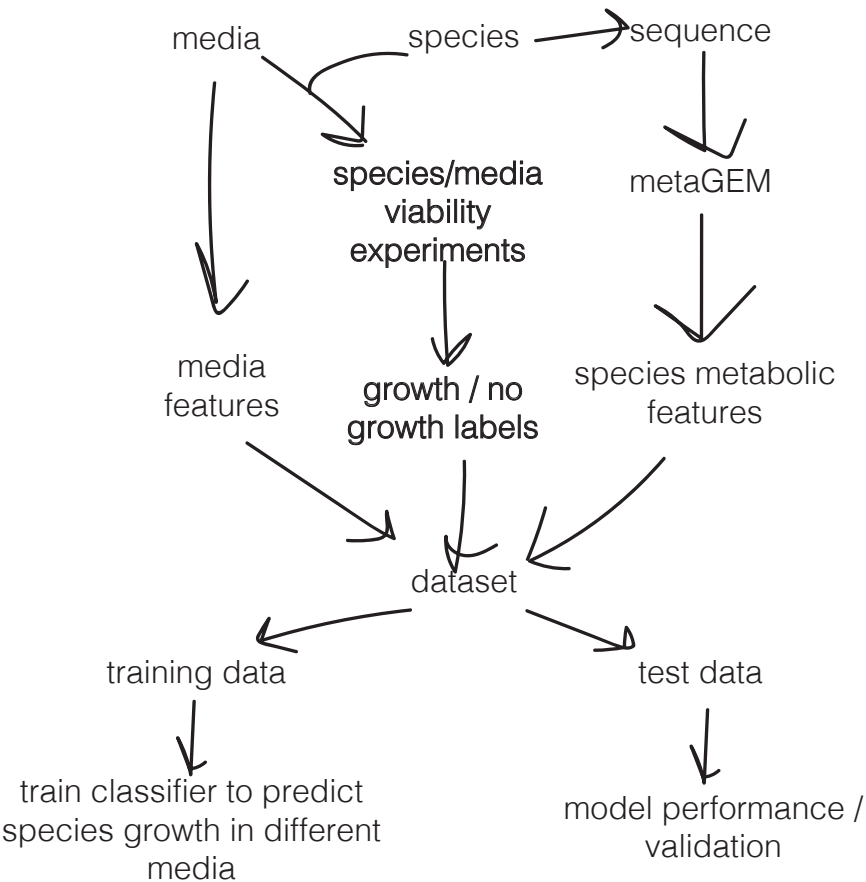 media
species
sequence
species/media
viability
experiments
metaGEM
media
features
growth / no
growth labels
species metabolic
features
dataset
training data
test data
train classifier to predict
species growth in different
media
model performance /
validation